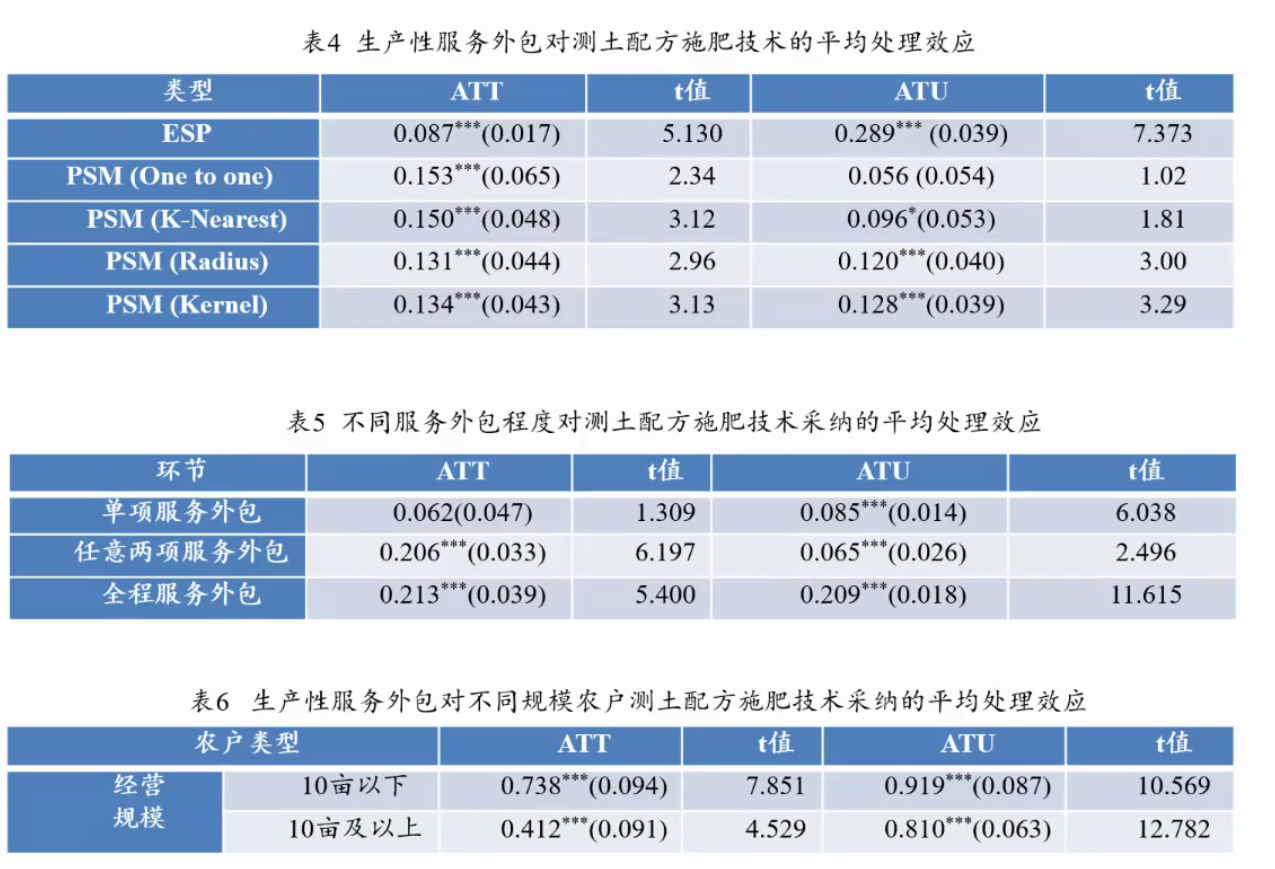 表4 生产性服务外包对测土配方施肥技术的平均处理效应
类型 ATT t值 ATU t值
ESP 0.087***(0.017) 5.130 0.289*** (0.039) 7.373
PSM (One to one) 0.153***(0.065) 2.34 0.056 (0.054) 1.02
PSM (K-Nearest) 0.150***(0.048) 3.12 0.096*(0.053) 1.81
PSM (Radius) 0.131***(0.044) 2.96 0.120***(0.040) 3.00
PSM (Kernel) 0.134***(0.043) 3.13 0.128***(0.039) 3.29
表5 不同服务外包程度对测土配方施肥技术采纳的平均处理效应
环节 ATT t值 ATU t值
单项服务外包 0.062(0.047) 1.309 0.085***(0.014) 6.038
任意两项服务外包 0.206***(0.033) 6.197 0.065***(0.026) 2.496
全程服务外包 0.213***(0.039) 5.400 0.209***(0.018) 11.615
表6 生产性服务外包对不同规模农户测土配方施肥技术采纳的平均处理效应
农户类型 ATT t值 ATU t值
经营规模 10亩以下 0.738***(0.094) 7.851 0.919***(0.087) 10.569
10亩及以上 0.412***(0.091) 4.529 0.810***(0.063) 12.782